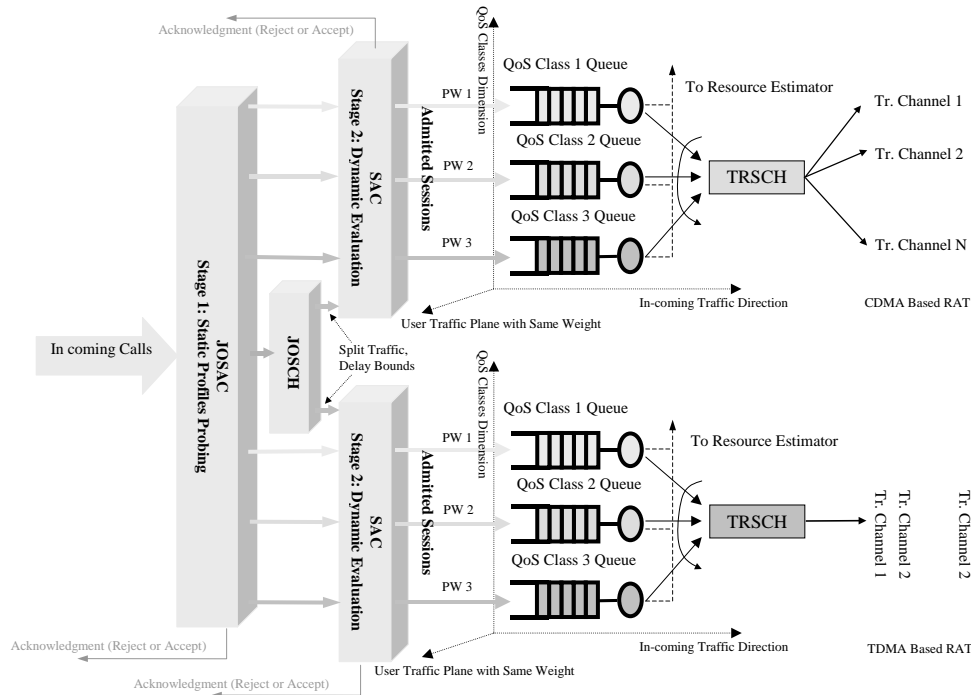 Acknowledgment (Reject or Accept)
In coming Calls
JOSAC
Stage 1: Static Profiles Probing
JOSCH
Split Traffic,
Delay Bounds
SAC
Stage 2: Dynamic Evaluation
Admitted Sessions
PW 1
PW 2
PW 3
QoS Classes Dimension
QoS Class 1 Queue
QoS Class 2 Queue
QoS Class 3 Queue
To Resource Estimator
TRSCH
Tr. Channel 1
Tr. Channel 2
Tr. Channel N
In-coming Traffic Direction
CDMA Based RAT
User Traffic Plane with Same Weight
SAC
Stage 2: Dynamic Evaluation
Admitted Sessions
PW 1
PW 2
PW 3
QoS Classes Dimension
QoS Class 1 Queue
QoS Class 2 Queue
QoS Class 3 Queue
To Resource Estimator
TRSCH
Tr. Channel 1
Tr. Channel 2
Tr. Channel 2
In-coming Traffic Direction
TDMA Based RAT
User Traffic Plane with Same Weight
Acknowledgment (Reject or Accept)
Acknowledgment (Reject or Accept)